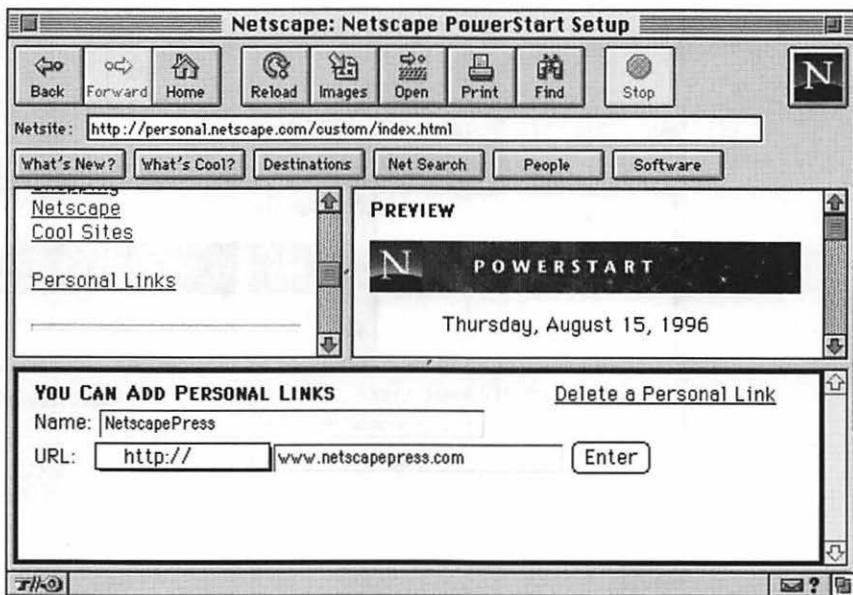 Netscape: Netscape PowerStart Setup
Back Forward Home Reload Images Open Print Find Stop N
Netsite: http://personal.netscape.com/custom/index.html
What's New? What's Cool? Destinations Net Search People Software
Shopping
Netscape
Cool Sites
Personal Links
PREVIEW
N POWERSTART
Thursday, August 15, 1996
YOU CAN ADD PERSONAL LINKS Delete a Personal Link
Name: NetscapePress
URL: http:// www.netscapepress.com Enter
?